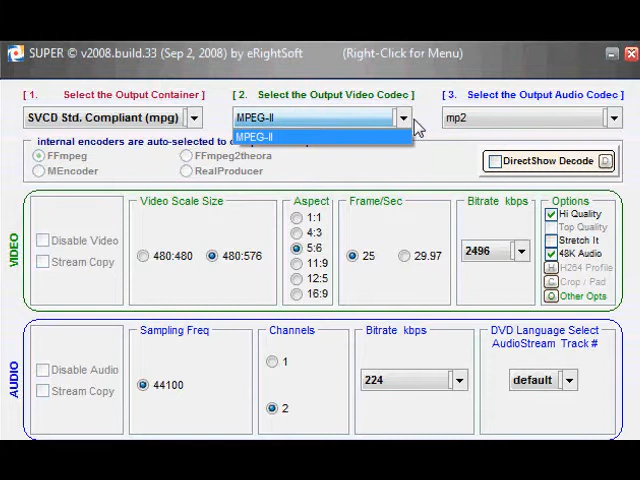 SUPER © v2008.build.33 (Sep 2, 2008) by eRightSoft (Right-Click for Menu)
[ 1. Select the Output Container ] [ 2. Select the Output Video Codec ] [ 3. Select the Output Audio Codec ]
SVCD Std. Compliant (mpg) MPEG-II mp2
MPEG-II
internal encoders are auto-selected to
FFmpeg FFmpeg2theora
MEncoder RealProducer
DirectShow Decode D
VIDEO
Disable Video
Stream Copy
Video Scale Size
480:480 480:576
Aspect
1:1
4:3
5:6
11:9
12:5
16:9
Frame/Sec
25 29.97
Bitrate kbps
2496
Options
Hi Quality
Top Quality
Stretch It
48K Audio
H H264 Profile
C Crop / Pad
O Other Opts
AUDIO
Disable Audio
Stream Copy
Sampling Freq
44100
Channels
1
2
Bitrate kbps
224
DVD Language Select
AudioStream Track #
default